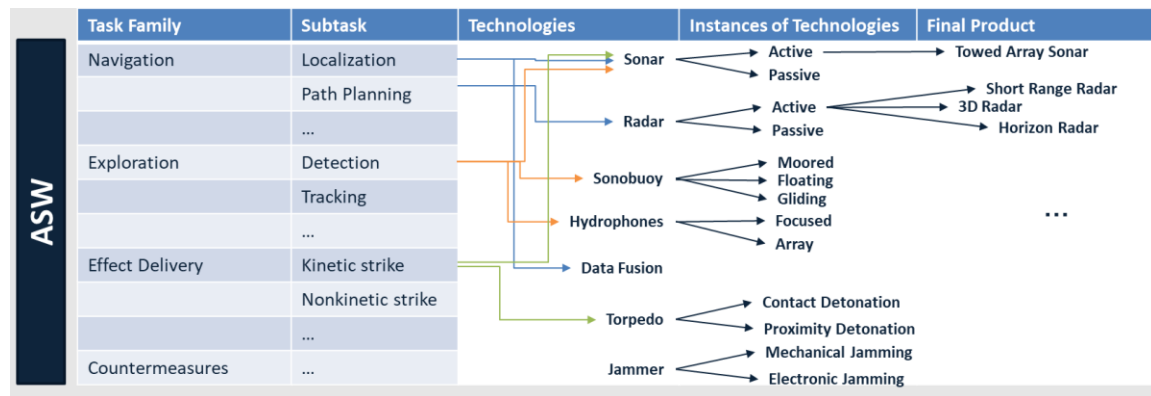 Task Family Subtask Technologies Instances of Technologies Final Product
ASW
Navigation Localization Sonar Active Towed Array Sonar
Passive
Path Planning Radar Active Short Range Radar
3D Radar
Horizon Radar
Passive
...
Exploration Detection Sonobuoy Moored
Floating
Gliding
Tracking Hydrophones Focused
Array
...
...
Effect Delivery Kinetic strike Data Fusion
Nonkinetic strike Torpedo Contact Detonation
Proximity Detonation
...
Countermeasures ... Jammer Mechanical Jamming
Electronic Jamming